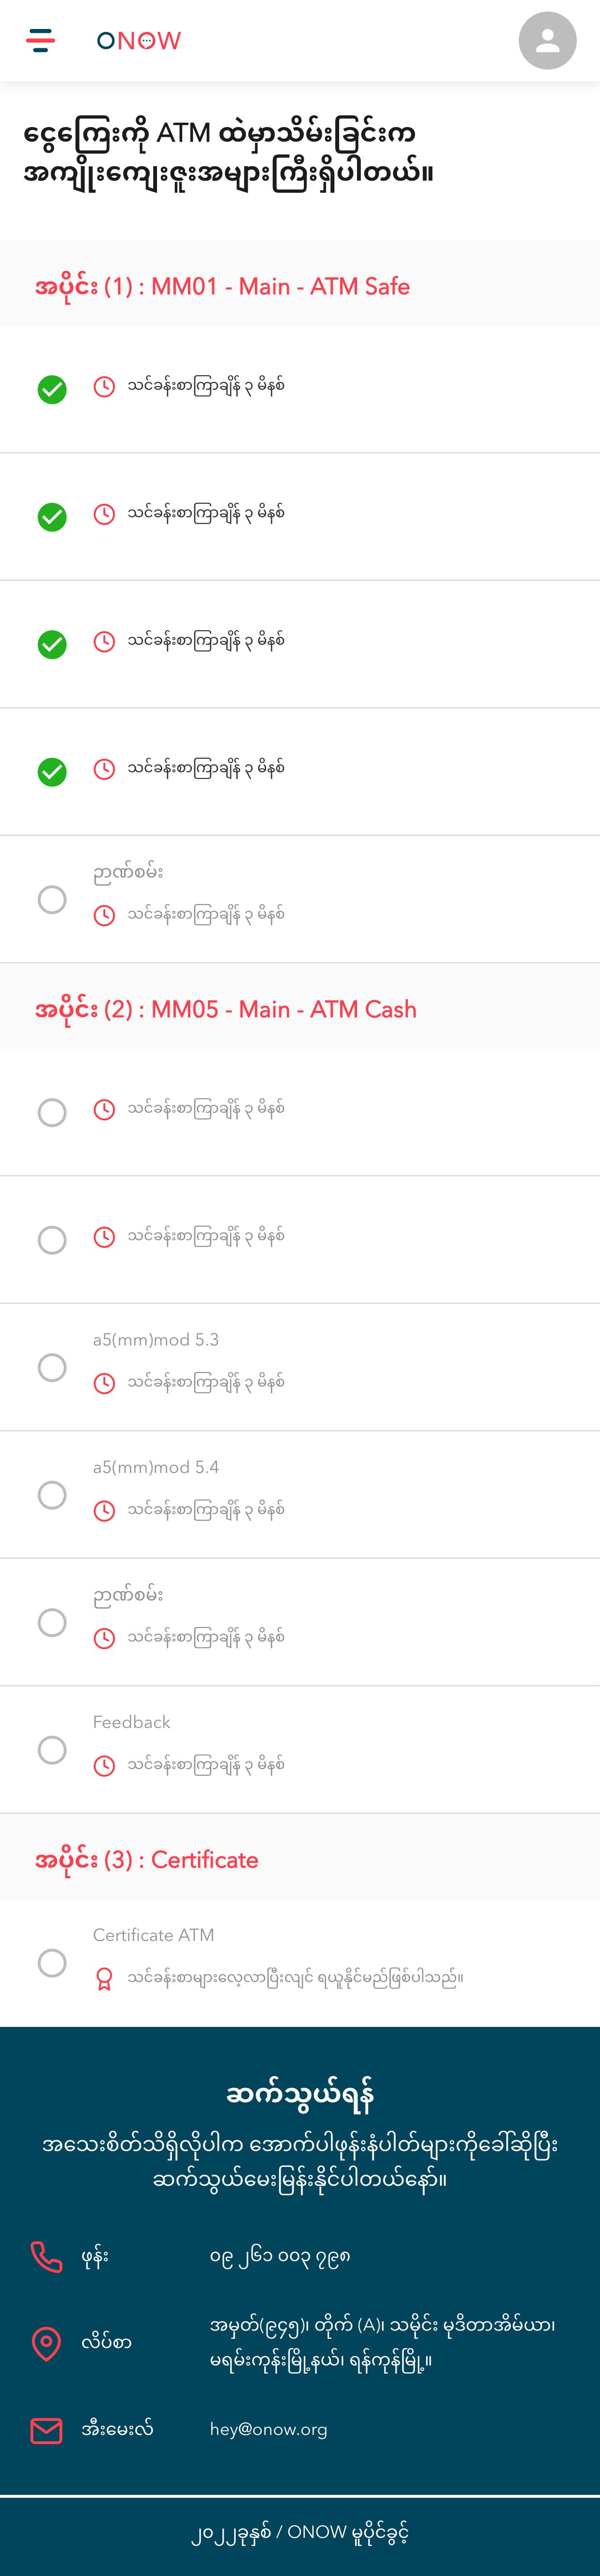 ONOW
ငွေကြေးကို ATM ထဲမှာသိမ်းခြင်းက
အကျိုးကျေးဇူးအများကြီးရှိပါတယ်။
အပိုင်း (1) : MM01 - Main - ATM Safe
သင်ခန်းစာကြာချိန် ၃ မိနစ်
သင်ခန်းစာကြာချိန် ၃ မိနစ်
သင်ခန်းစာကြာချိန် ၃ မိနစ်
သင်ခန်းစာကြာချိန် ၃ မိနစ်
ဉာဏ်စမ်း
သင်ခန်းစာကြာချိန် ၃ မိနစ်
အပိုင်း (2) : MM05 - Main - ATM Cash
သင်ခန်းစာကြာချိန် ၃ မိနစ်
သင်ခန်းစာကြာချိန် ၃ မိနစ်
a5(mm)mod 5.3
သင်ခန်းစာကြာချိန် ၃ မိနစ်
a5(mm)mod 5.4
သင်ခန်းစာကြာချိန် ၃ မိနစ်
ဉာဏ်စမ်း
သင်ခန်းစာကြာချိန် ၃ မိနစ်
Feedback
သင်ခန်းစာကြာချိန် ၃ မိနစ်
အပိုင်း (3) : Certificate
Certificate ATM
သင်ခန်းစာများလေ့လာပြီးလျင် ရယူနိုင်မည်ဖြစ်ပါသည်။
ဆက်သွယ်ရန်
အသေးစိတ်သိရှိလိုပါက အောက်ပါဖုန်းနံပါတ်များကိုခေါ်ဆိုပြီး
ဆက်သွယ်မေးမြန်းနိုင်ပါတယ်နော်။
ဖုန်း ၀၉ ၂၆၁ ၀၀၃ ၇၉၈
လိပ်စာ အမှတ်(၉၄၅)၊ တိုက် (A)၊ သမိုင်း မုဒိတာအိမ်ယာ၊
မရမ်းကုန်းမြို့နယ်၊ ရန်ကုန်မြို့။
အီးမေးလ် hey@onow.org
၂၀၂၂ခုနှစ် / ONOW မူပိုင်ခွင့်